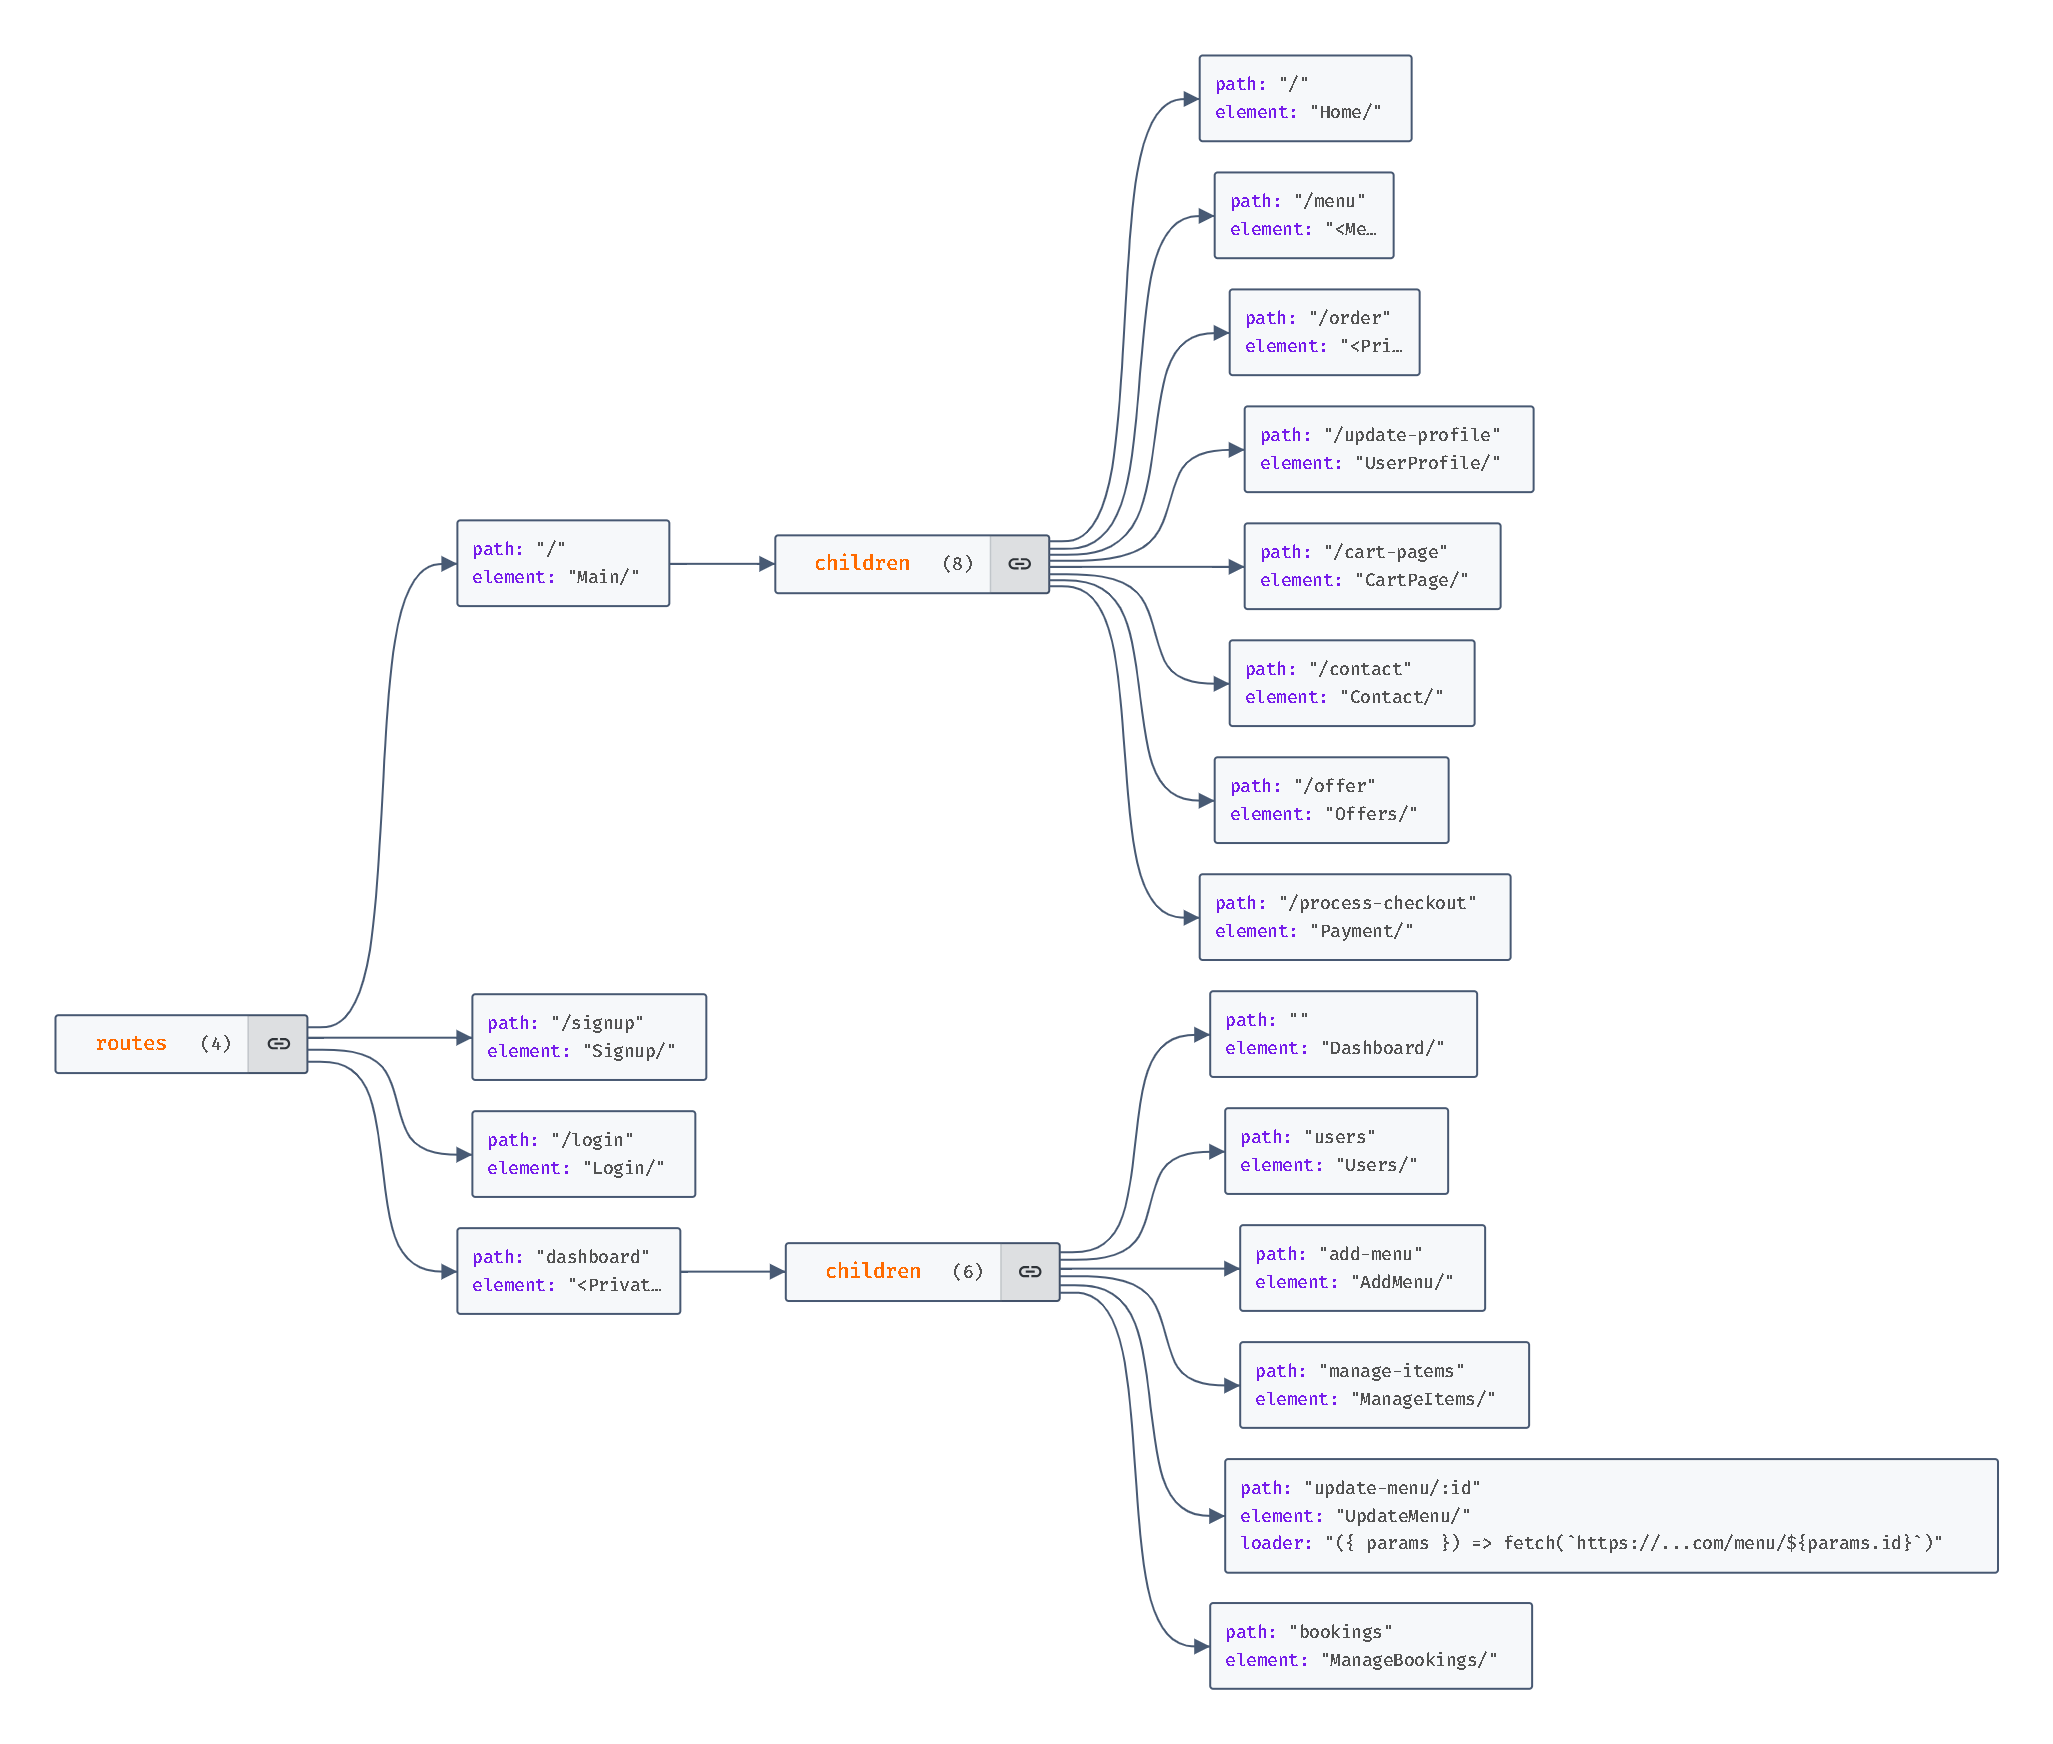 path: "/"
element: "Home/"
path: "/menu"
element: "<Me…
path: "/order"
element: "<Pri…
path: "/update-profile"
element: "UserProfile/"
path: "/"
element: "Main/"
children (8)
path: "/cart-page"
element: "CartPage/"
path: "/contact"
element: "Contact/"
path: "/offer"
element: "Offers/"
path: "/process-checkout"
element: "Payment/"
routes (4)
path: "/signup"
element: "Signup/"
path: "/login"
element: "Login/"
path: "dashboard"
element: "<Privat…
children (6)
path: ""
element: "Dashboard/"
path: "users"
element: "Users/"
path: "add-menu"
element: "AddMenu/"
path: "manage-items"
element: "ManageItems/"
path: "update-menu/:id"
element: "UpdateMenu/"
loader: "({ params }) => fetch(`https://...com/menu/${params.id}`)"
path: "bookings"
element: "ManageBookings/"